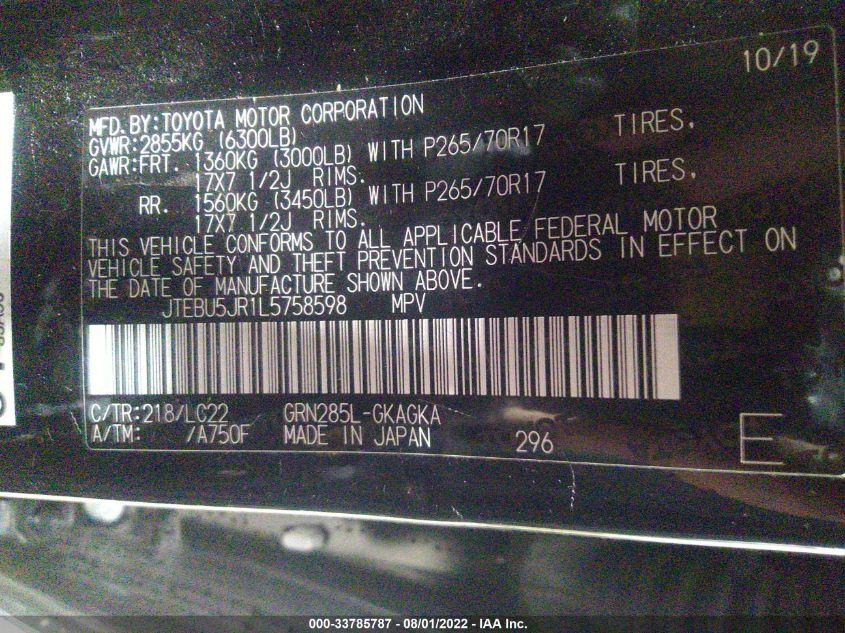 10/19
MFD.BY:TOYOTA MOTOR CORPORATION
GVWR:2855KG (6300LB)
GAWR:FRT. 1360KG (3000LB) WITH P265/70R17 TIRES,
17X7 1/2J RIMS.
RR. 1560KG (3450LB) WITH P265/70R17 TIRES,
17X7 1/2J RIMS.
THIS VEHICLE CONFORMS TO ALL APPLICABLE FEDERAL MOTOR
VEHICLE SAFETY AND THEFT PREVENTION STANDARDS IN EFFECT ON
THE DATE OF MANUFACTURE SHOWN ABOVE.
JTEBU5JR1L5758598 MPV
C/TR:218/LC22 GRN285L-GKAGKA
A/TM: /A750F MADE IN JAPAN 296
E
000-33785787 - 08/01/2022 - IAA Inc.